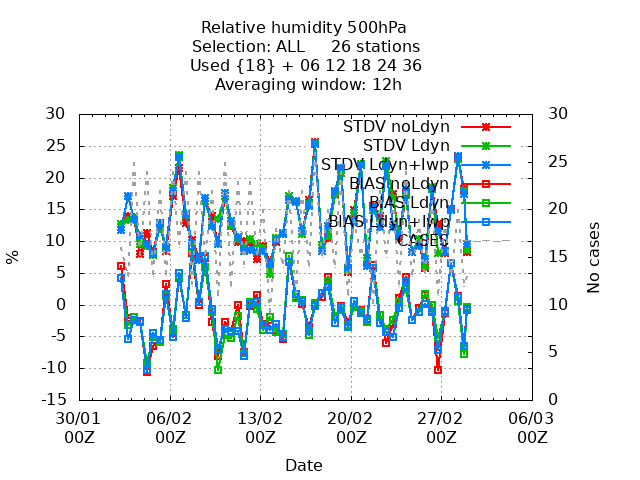 Relative humidity 500hPa
Selection: ALL     26 stations
Used {18} + 06 12 18 24 36
Averaging window: 12h
30
25
20
15
10
5
0
-5
-10
-15
%
STDV noLdyn
STDV Ldyn
STDV Ldyn+lwp
BIAS noLdyn
BIAS Ldyn
BIAS Ldyn+lwp
CASES
30
25
20
15
10
5
0
No cases
30/01 06/02 13/02 20/02 27/02 06/03
00Z 00Z 00Z 00Z 00Z 00Z
Date